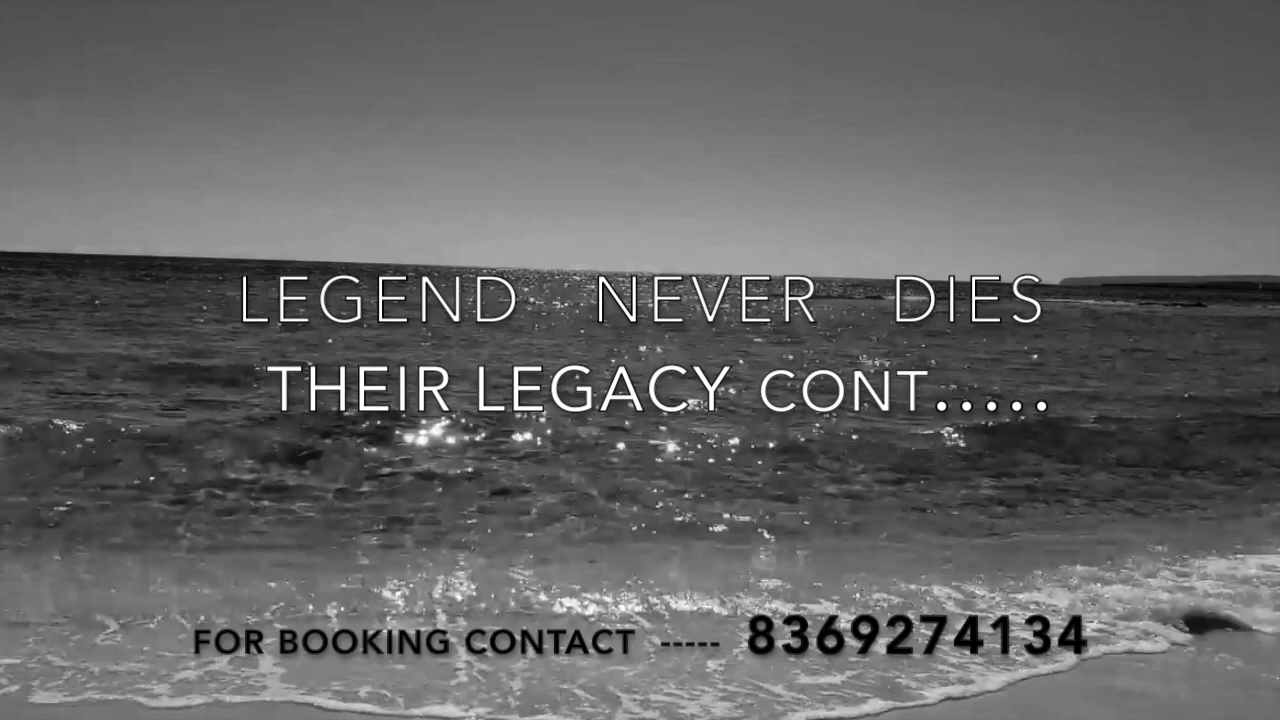 LEGEND NEVER DIES
THEIR LEGACY CONT.....
FOR BOOKING CONTACT ----- 8369274134